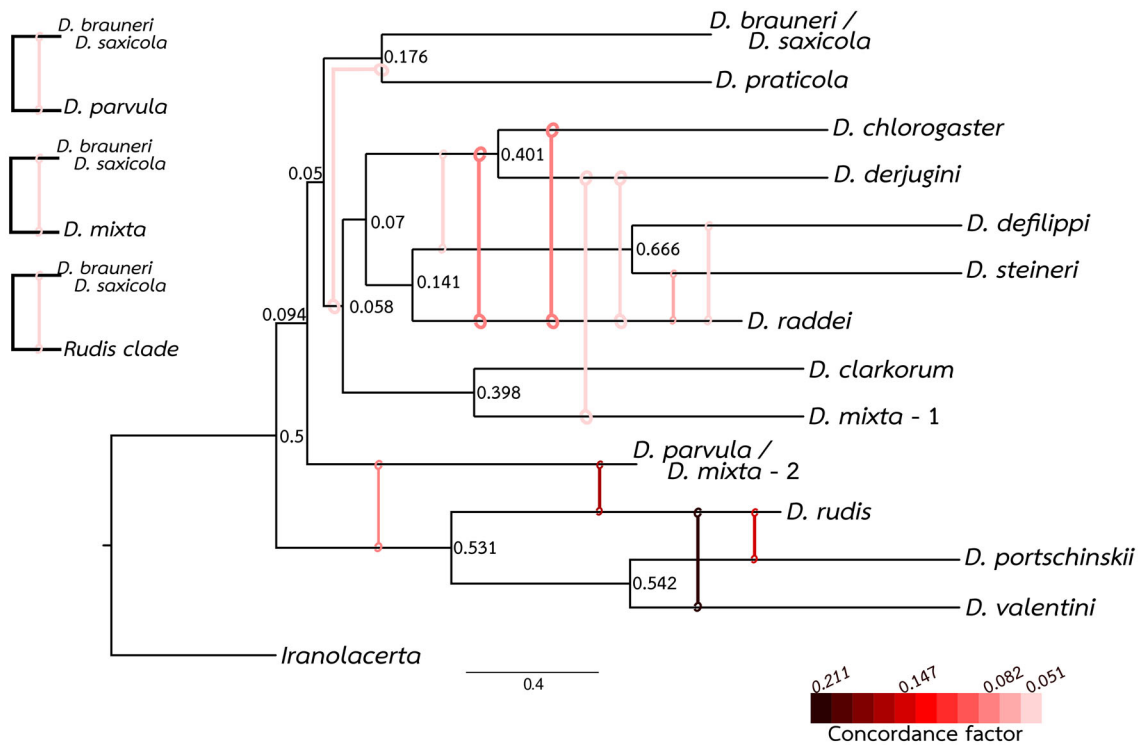 D. brauneri
D. saxicola
D. parvula
D. brauneri
D. saxicola
D. mixta
D. brauneri
D. saxicola
Rudis clade
D. brauneri /
D. saxicola
0.176
D. praticola
D. chlorogaster
0.401
0.05
D. derjugini
0.07
D. defilippi
0.666
D. steineri
0.141
0.058
0.094
D. raddei
D. clarkorum
0.398
D. mixta - 1
0.5
D. parvula /
D. mixta - 2
D. rudis
0.531
D. portschinskii
0.542
D. valentini
Iranolacerta
0.4
0.211
0.147
0.082
0.051
Concordance factor